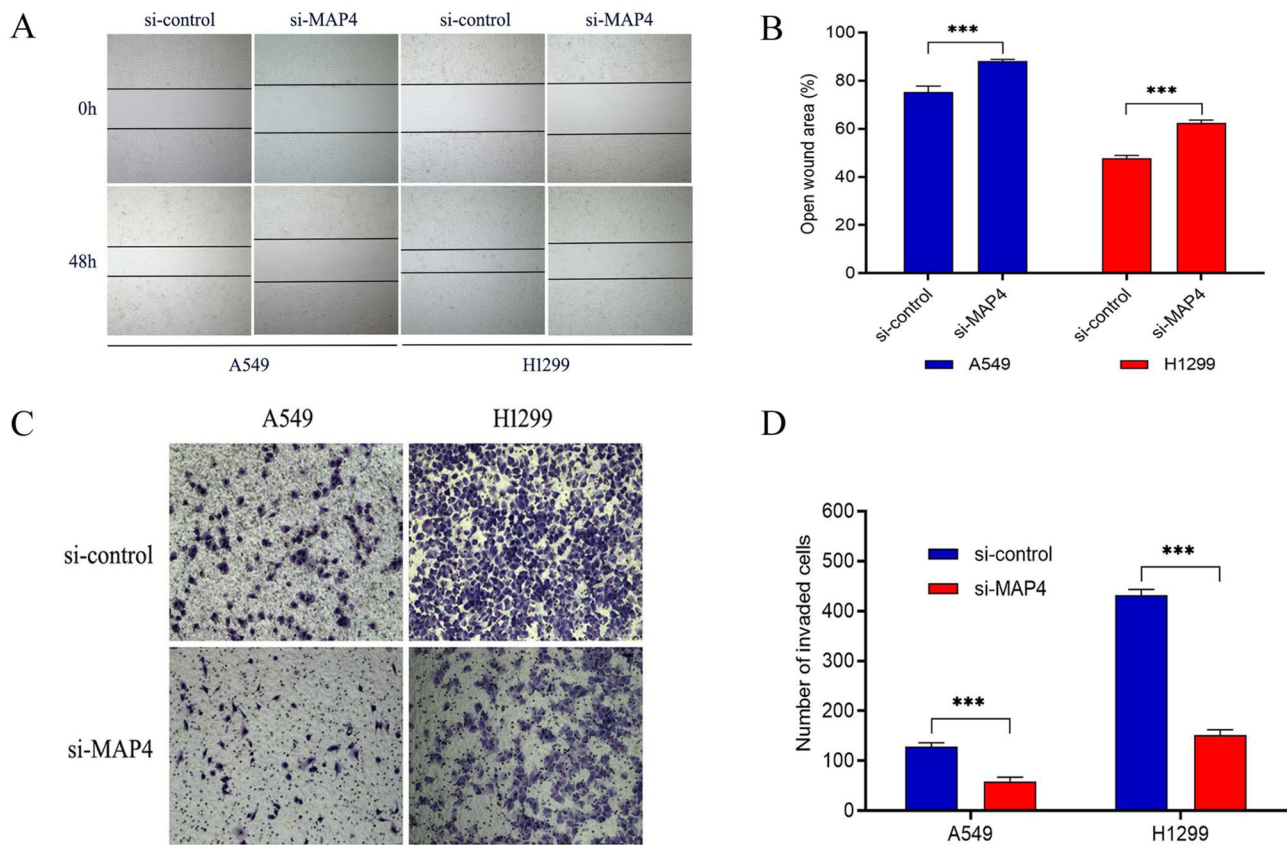 A
si-control si-MAP4 si-control si-MAP4
0h
48h
A549 H1299
B
Open wound area (%)
100
80
60
40
20
0
*** ***
si-control si-MAP4 si-control si-MAP4
A549 H1299
C
A549 H1299
si-control
si-MAP4
D
Number of invaded cells
600
500
400
300
200
100
0
si-control
si-MAP4
*** ***
A549 H1299